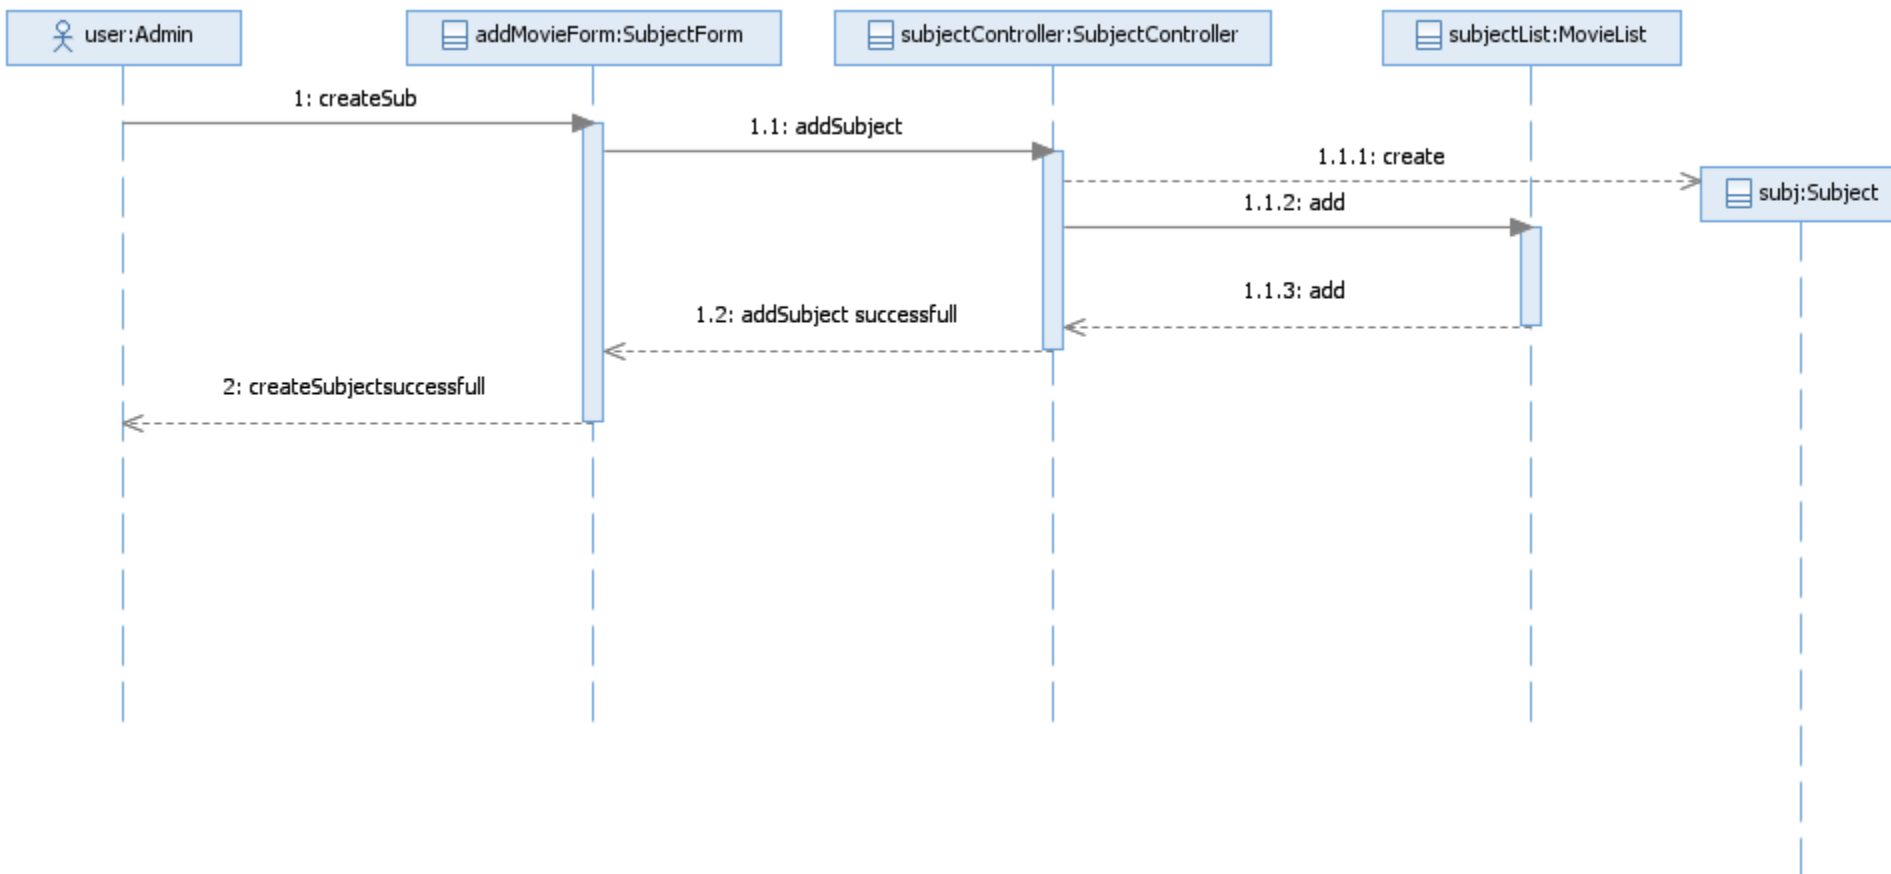 user:Admin
addMovieForm:SubjectForm
subjectController:SubjectController
subjectList:MovieList
1: createSub
1.1: addSubject
1.1.1: create
subj:Subject
1.1.2: add
1.1.3: add
1.2: addSubject successfull
2: createSubjectsuccessfull